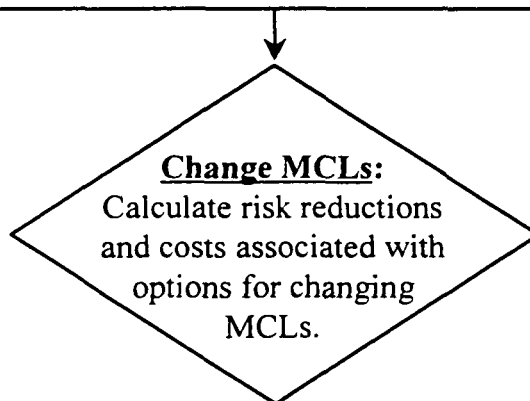 Change MCLs:
Calculate risk reductions
and costs associated with
options for changing
MCLs.